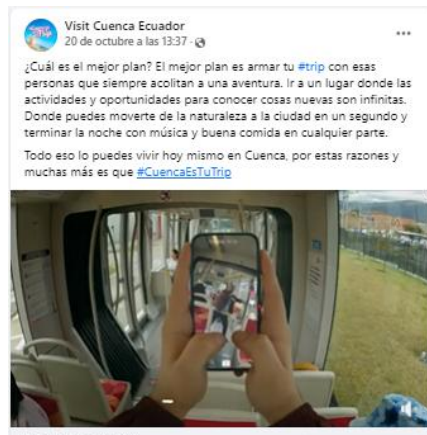 Visit Cuenca Ecuador
20 de octubre a las 13:37 ·
¿Cuál es el mejor plan? El mejor plan es armar tu #trip con esas
personas que siempre acolitan a una aventura. Ir a un lugar donde las
actividades y oportunidades para conocer cosas nuevas son infinitas.
Donde puedes moverte de la naturaleza a la ciudad en un segundo y
terminar la noche con música y buena comida en cualquier parte.
Todo eso lo puedes vivir hoy mismo en Cuenca, por estas razones y
muchas más es que #CuencaEsTuTrip